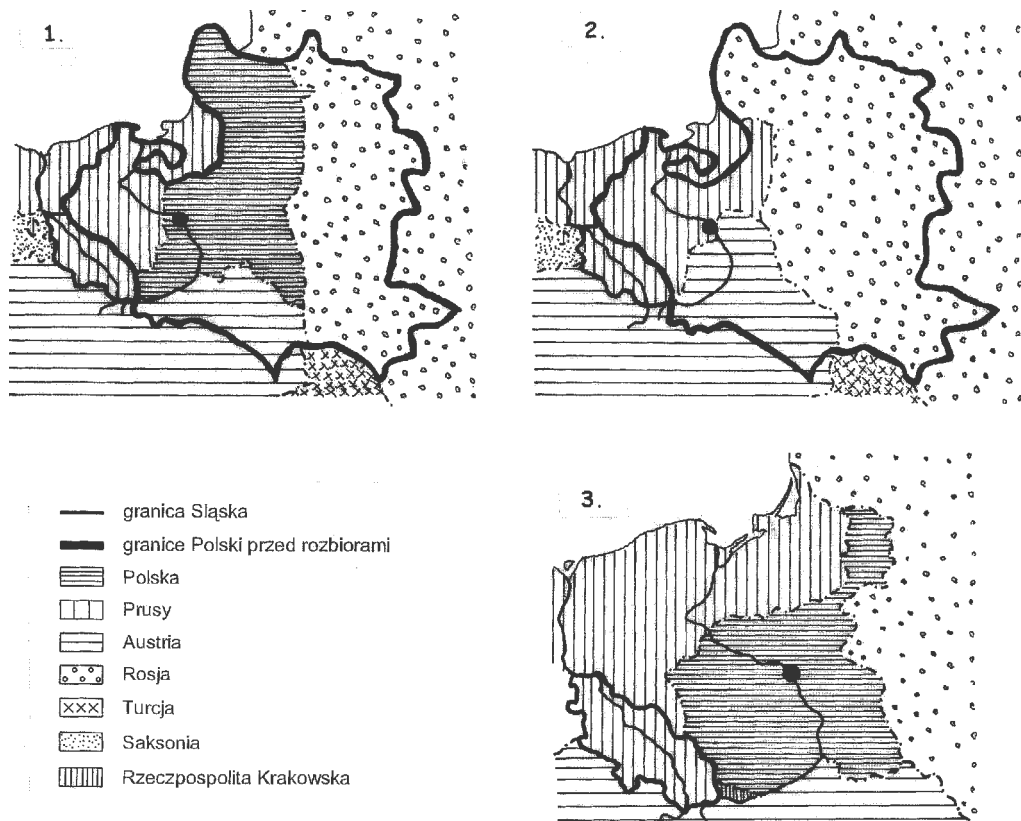 1.
2.
3.
granica Śląska
granice Polski przed rozbiorami
Polska
Prusy
Austria
Rosja
Turcja
Saksonia
Rzeczpospolita Krakowska